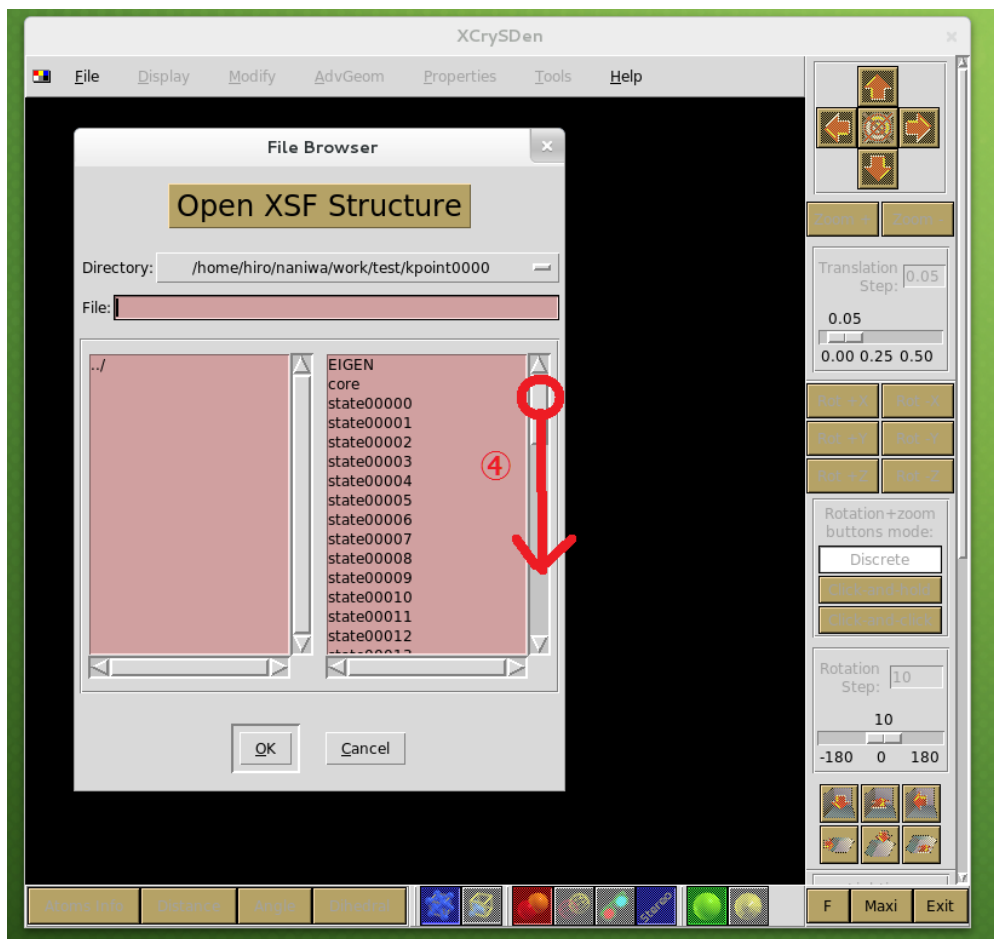 XCrySDen
File Display Modify AdvGeom Properties Tools Help
File Browser
Open XSF Structure
Directory: /home/hiro/naniwa/work/test/kpoint0000
File:
../
EIGEN
core
state00000
state00001
state00002
state00003
state00004
state00005
state00006
state00007
state00008
state00009
state00010
state00011
state00012
④
OK Cancel
Translation
Step: 0.05
0.05
0.00 0.25 0.50
Rotation+zoom
buttons mode:
Discrete
Rotation
Step: 10
10
-180 0 180
Stereo
F Maxi Exit